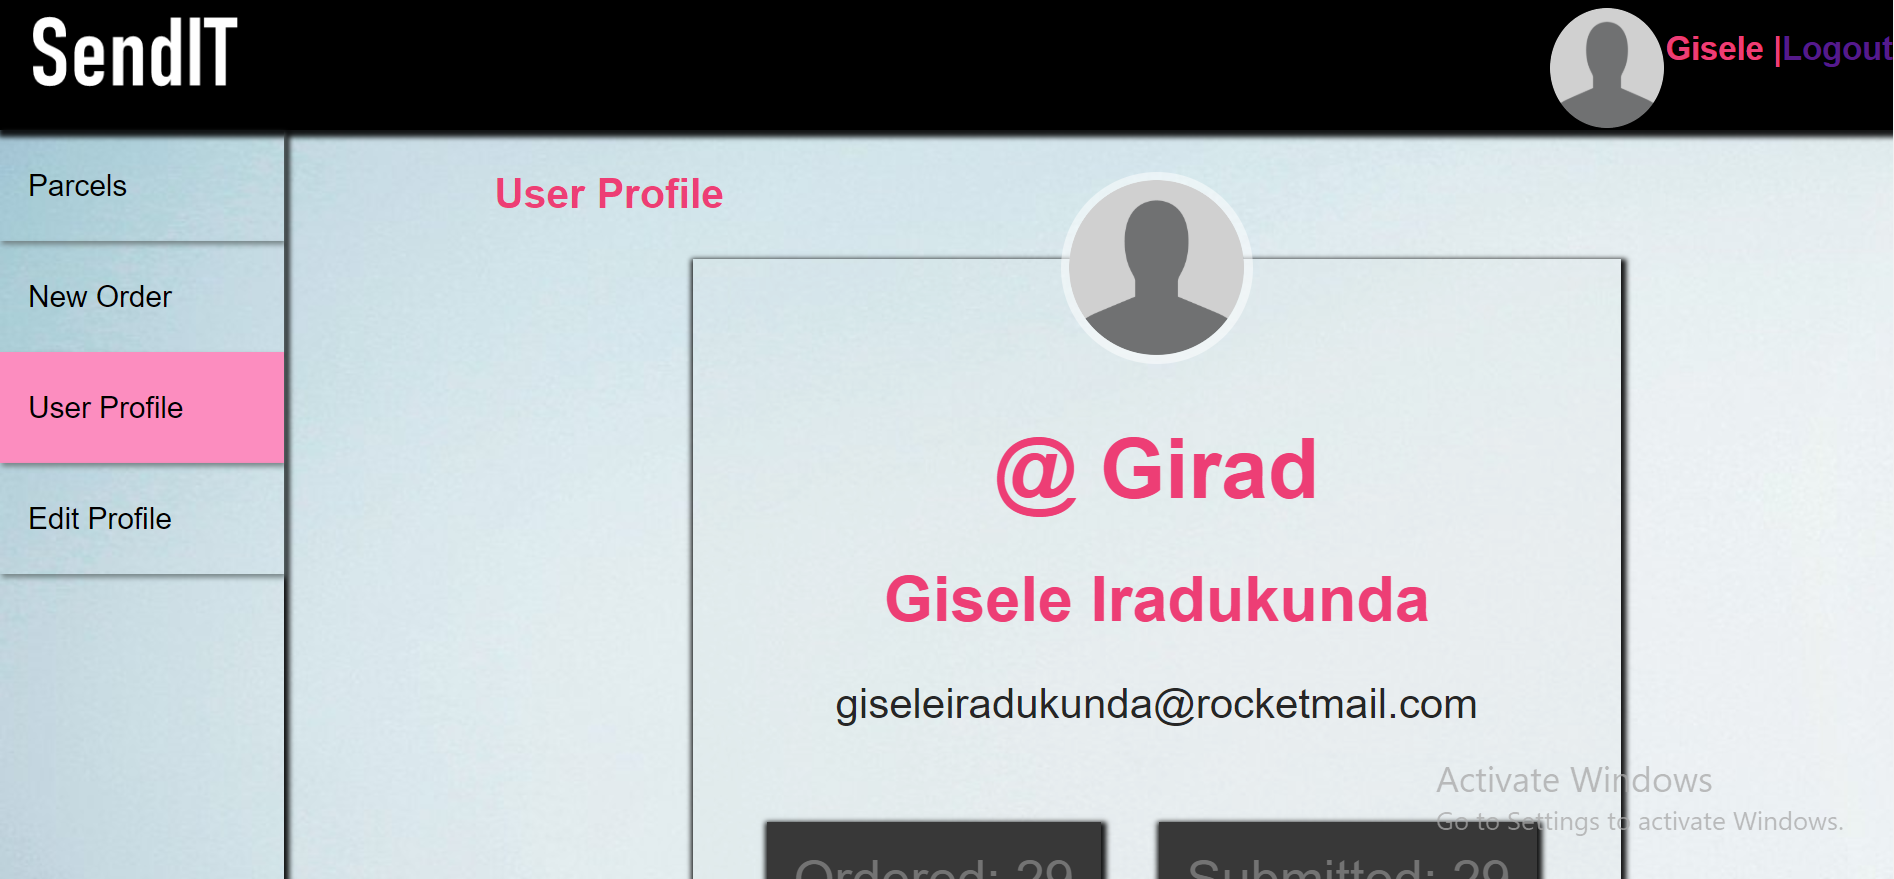 SendIT
Gisele |Logout
Parcels
New Order
User Profile
Edit Profile
User Profile
@ Girad
Gisele Iradukunda
giseleiradukunda@rocketmail.com
Ordered: 29
Submitted: 29
Activate Windows
Go to Settings to activate Windows.